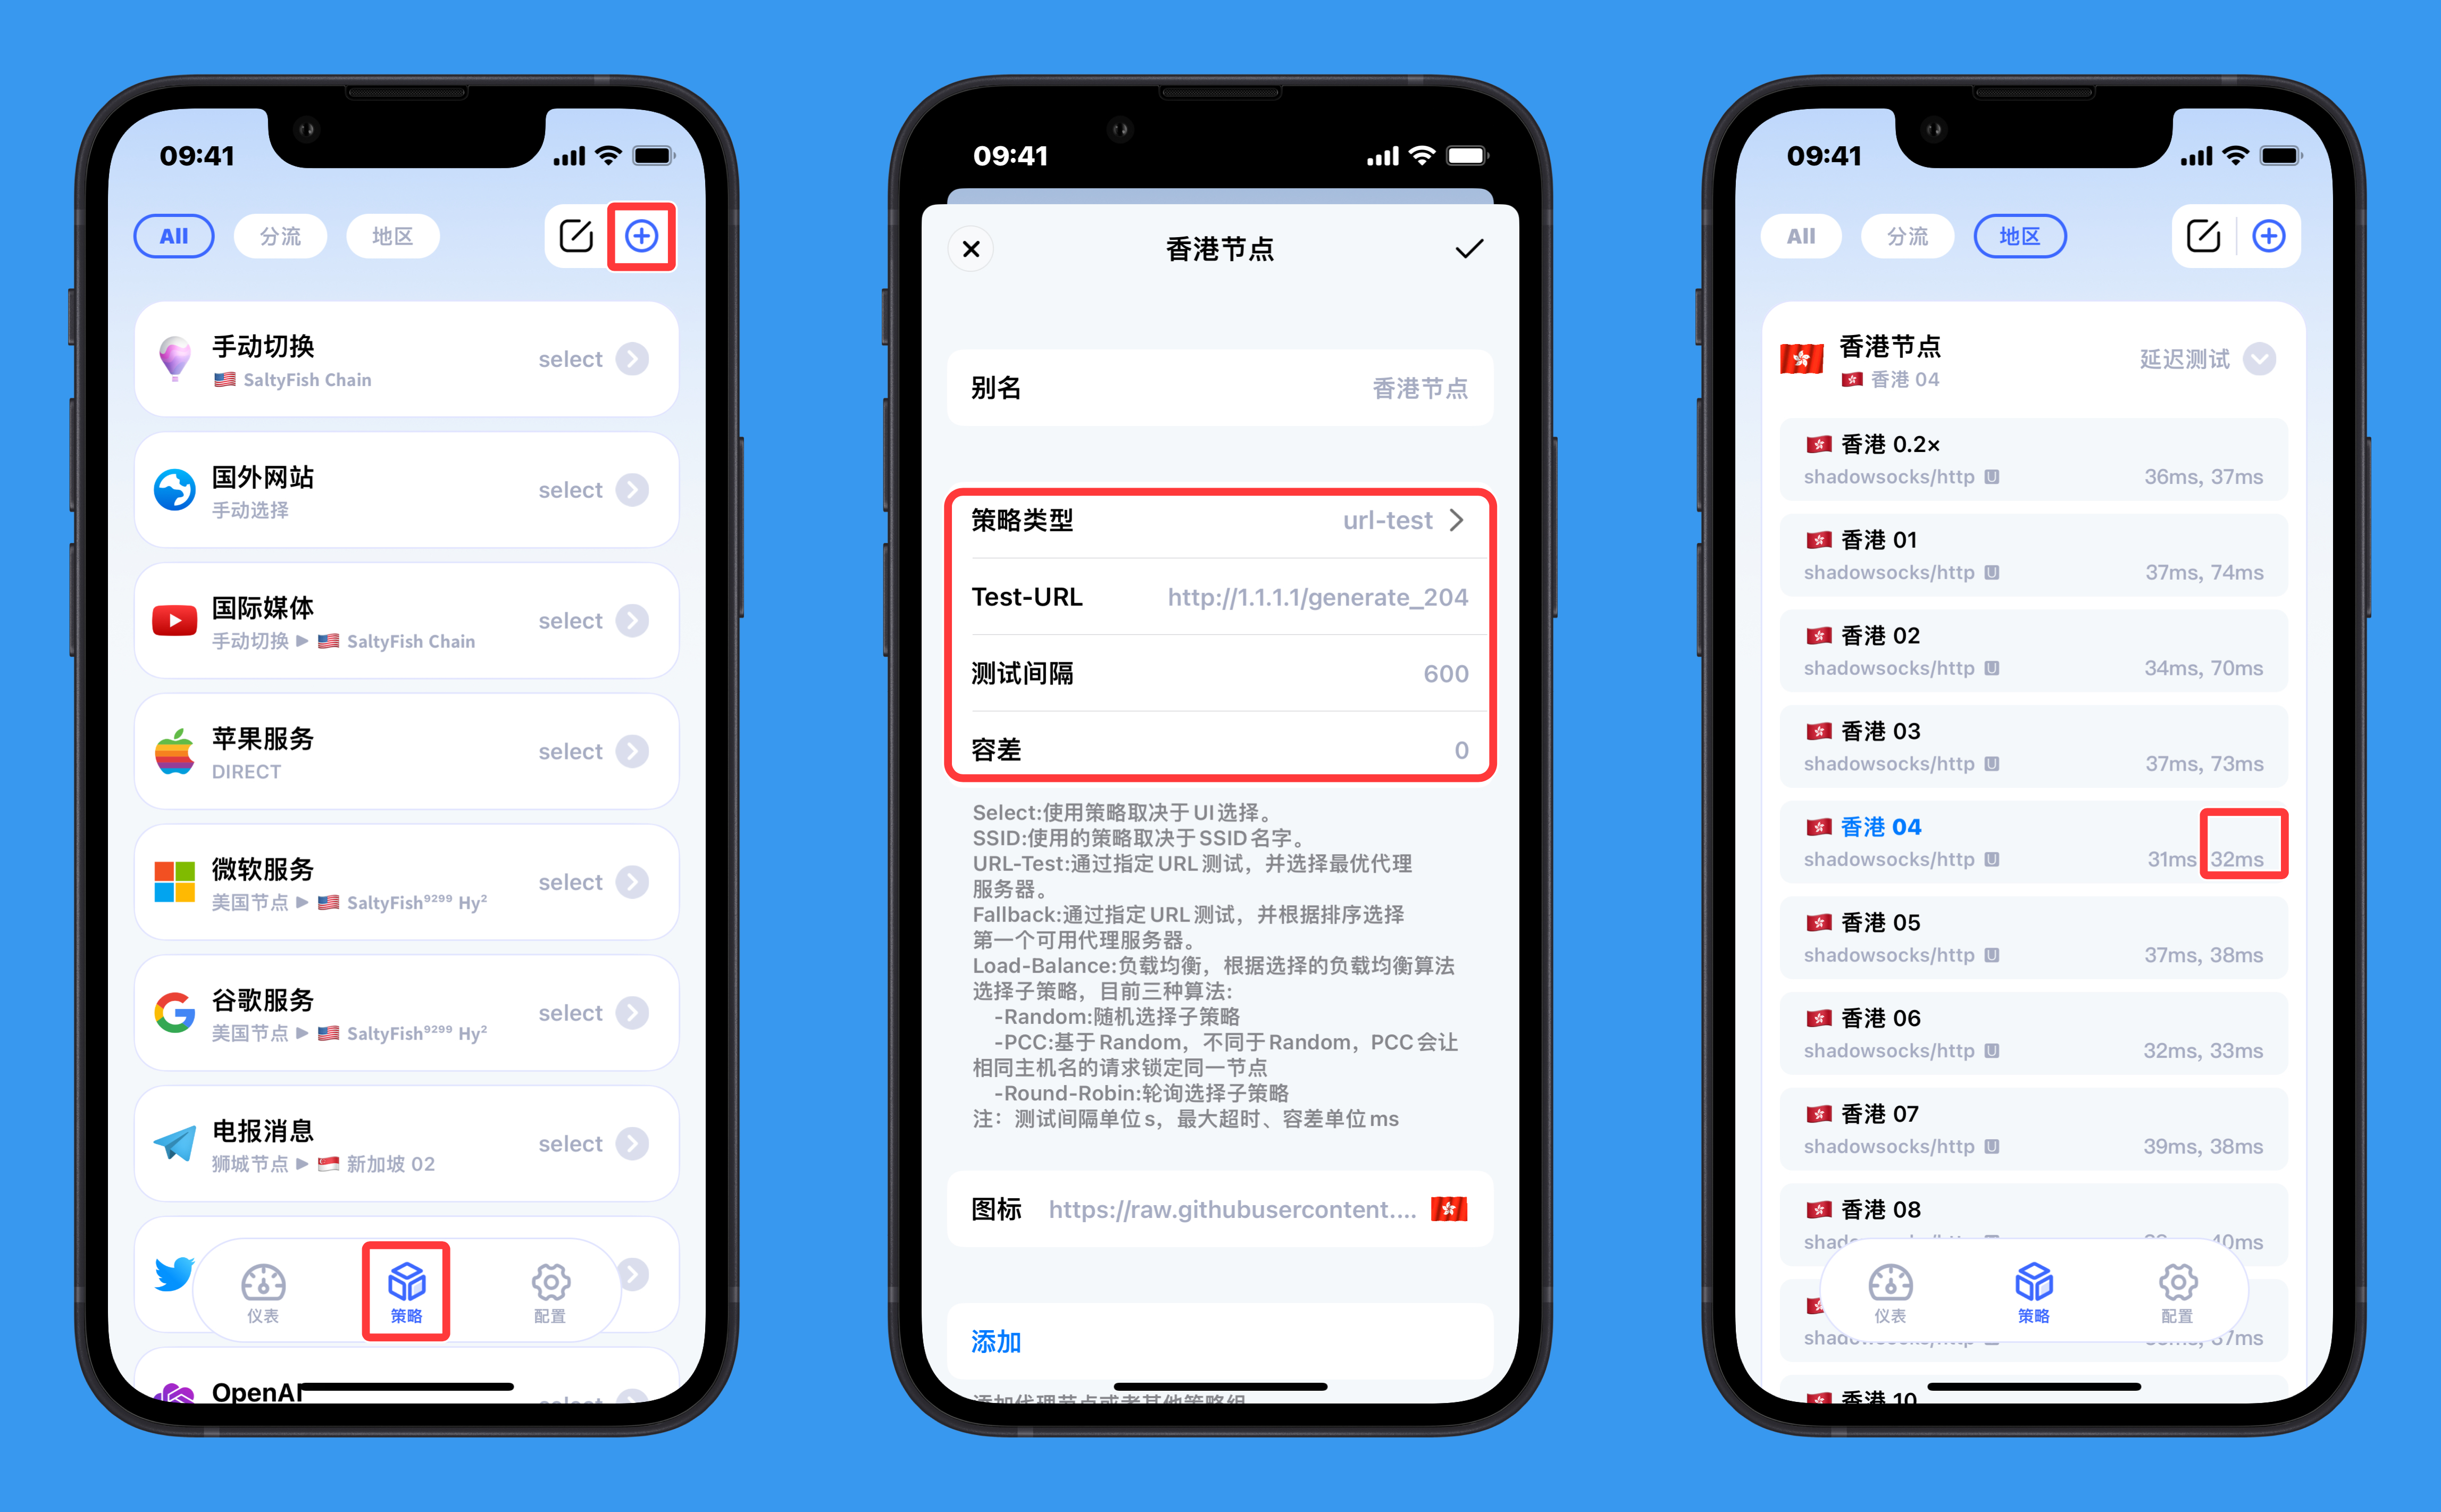 09:41
All
分流
地区
手动切换
🇺🇸 SaltyFish Chain
select
国外网站
手动选择
select
国际媒体
手动切换 ▶ 🇺🇸 SaltyFish Chain
select
苹果服务
DIRECT
select
微软服务
美国节点 ▶ 🇺🇸 SaltyFish⁹²⁹⁹ Hy²
select
谷歌服务
美国节点 ▶ 🇺🇸 SaltyFish⁹²⁹⁹ Hy²
select
电报消息
狮城节点 ▶ 🇸🇬 新加坡 02
select
仪表
策略
配置
OpenAI
select
09:41
香港节点
别名
香港节点
策略类型
url-test
Test-URL
http://1.1.1.1/generate_204
测试间隔
600
容差
0
Select:使用策略取决于UI选择。
SSID:使用的策略取决于SSID名字。
URL-Test:通过指定URL测试，并选择最优代理
服务器。
Fallback:通过指定URL测试，并根据排序选择
第一个可用代理服务器。
Load-Balance:负载均衡，根据选择的负载均衡算法
选择子策略，目前三种算法:
-Random:随机选择子策略
-PCC:基于Random，不同于Random，PCC会让
相同主机名的请求锁定同一节点
-Round-Robin:轮询选择子策略
注：测试间隔单位s，最大超时、容差单位ms
图标
https://raw.githubusercontent....
添加
添加代理节点或者其他策略组
09:41
All
分流
地区
香港节点
🇭🇰 香港 04
延迟测试
🇭🇰 香港 0.2×
shadowsocks/http U
36ms, 37ms
🇭🇰 香港 01
shadowsocks/http U
37ms, 74ms
🇭🇰 香港 02
shadowsocks/http U
34ms, 70ms
🇭🇰 香港 03
shadowsocks/http U
37ms, 73ms
🇭🇰 香港 04
shadowsocks/http U
31ms 32ms
🇭🇰 香港 05
shadowsocks/http U
37ms, 38ms
🇭🇰 香港 06
shadowsocks/http U
32ms, 33ms
🇭🇰 香港 07
shadowsocks/http U
39ms, 38ms
🇭🇰 香港 08
仪表
策略
配置
🇭🇰 香港 10